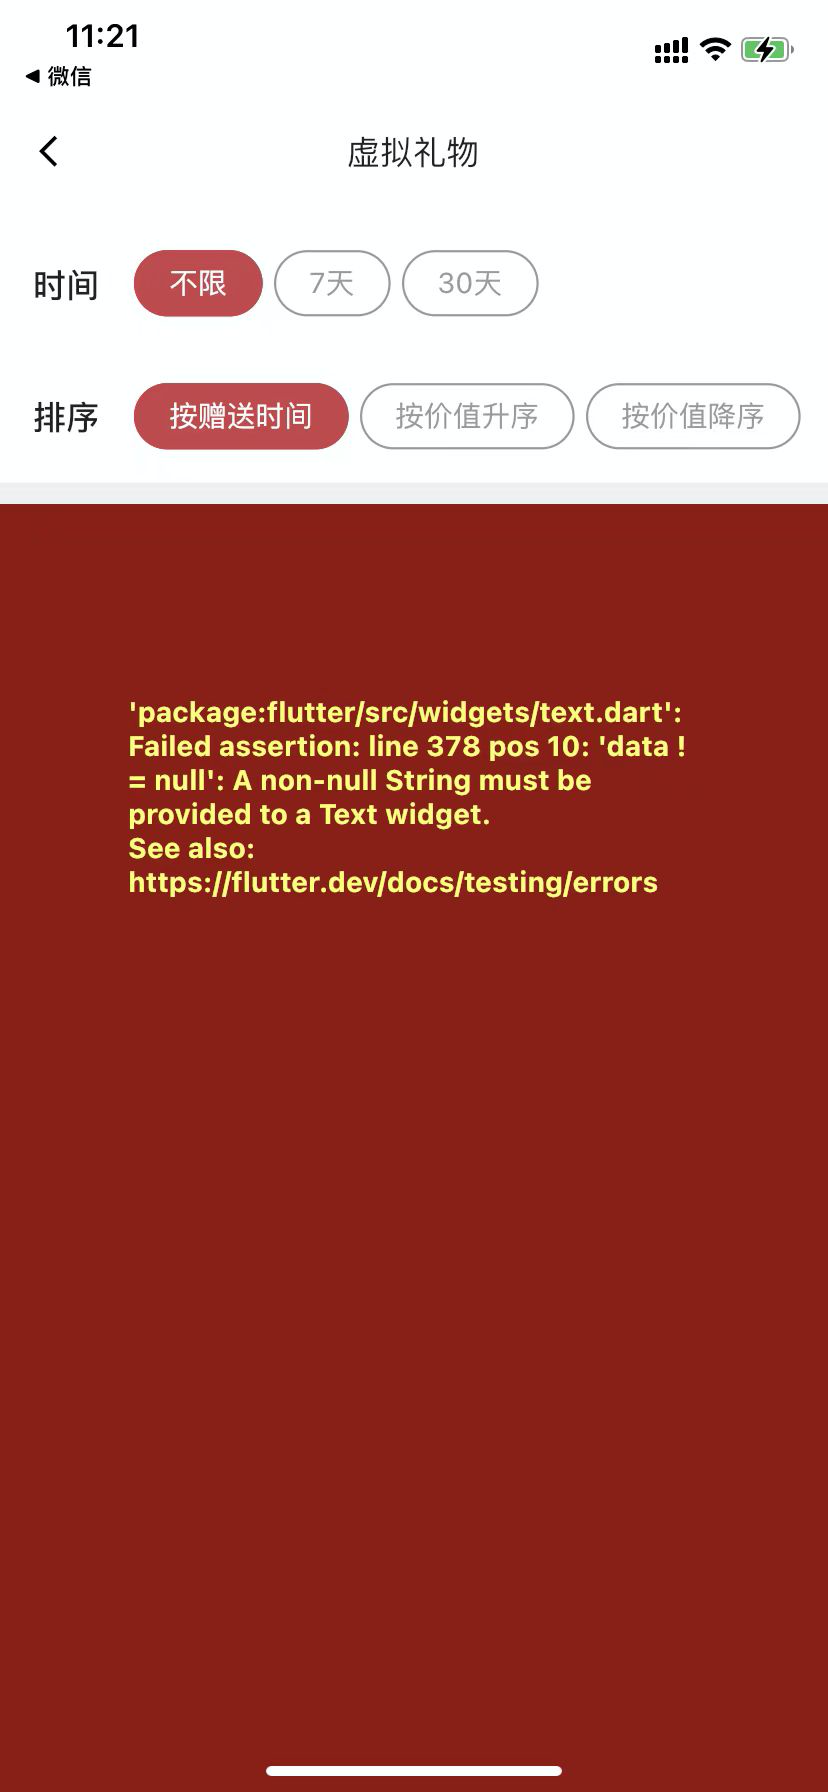 11:21
◀ 微信
虚拟礼物
时间 不限 7天 30天
排序 按赠送时间 按价值升序 按价值降序
'package:flutter/src/widgets/text.dart':
Failed assertion: line 378 pos 10: 'data !
= null': A non-null String must be
provided to a Text widget.
See also:
https://flutter.dev/docs/testing/errors